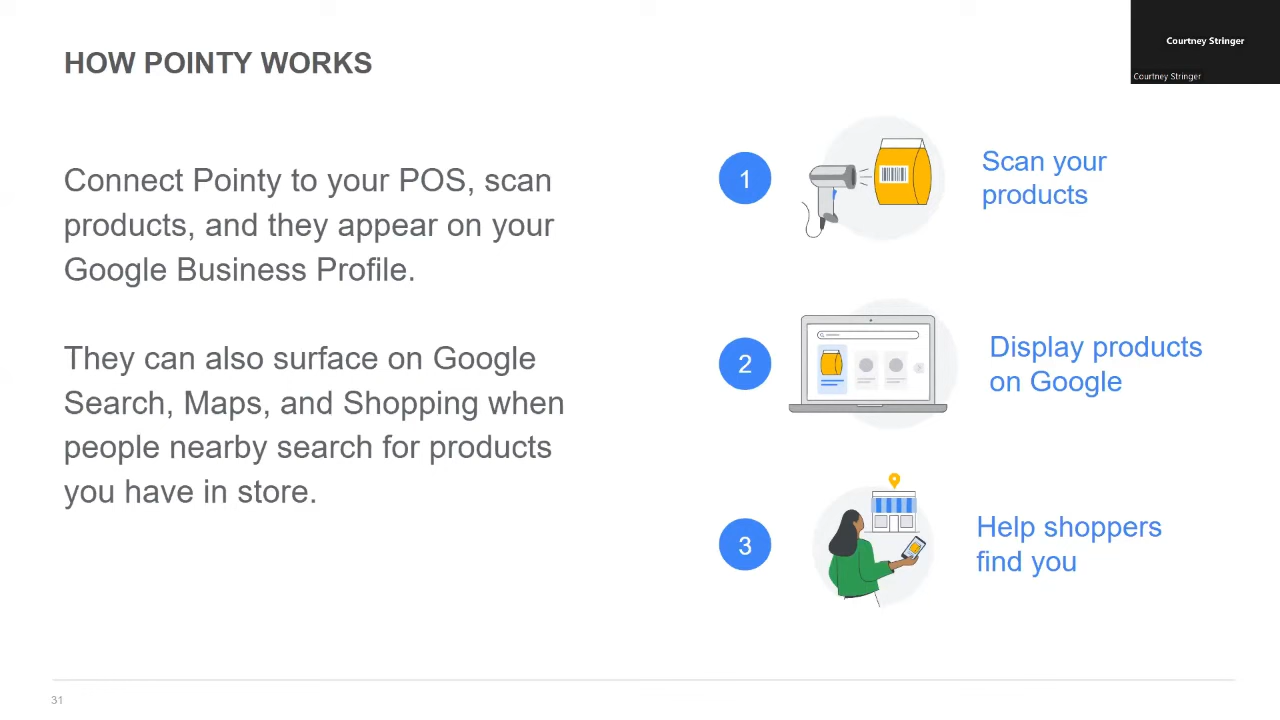 HOW POINTY WORKS
Courtney Stringer
Courtney Stringer
Connect Pointy to your POS, scan
products, and they appear on your
Google Business Profile.
They can also surface on Google
Search, Maps, and Shopping when
people nearby search for products
you have in store.
1
Scan your
products
2
Display products
on Google
3
Help shoppers
find you
31